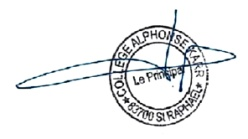 COLLEGE ALPHONSE KARR
Le Principal
* 83700 St RAPHAEL *